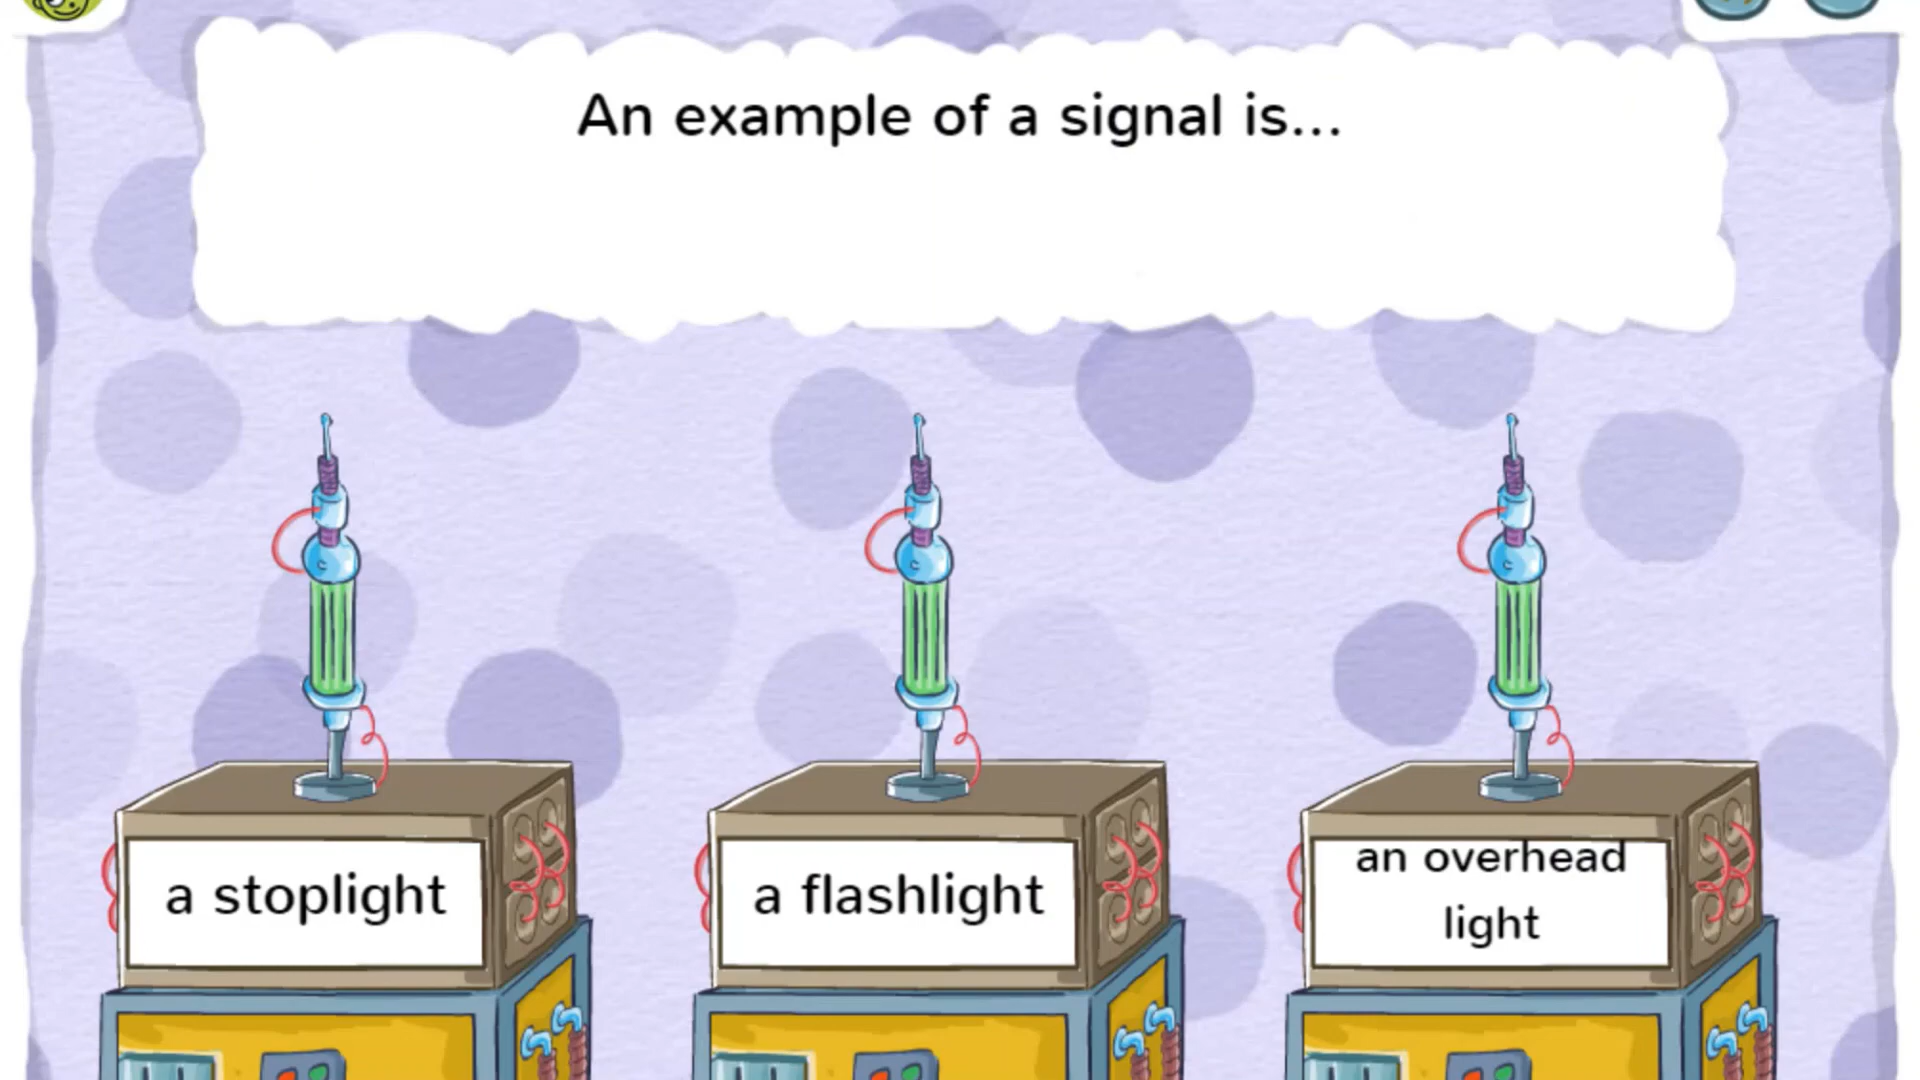 An example of a signal is...
a stoplight
a flashlight
an overhead
light